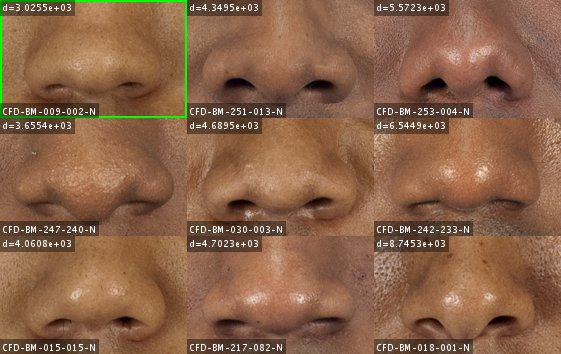 d=3.0255e+03
d=4.3495e+03
d=5.5723e+03
CFD-BM-009-002-N
CFD-BM-251-013-N
CFD-BM-253-004-N
d=3.6554e+03
d=4.6895e+03
d=6.5449e+03
CFD-BM-247-240-N
CFD-BM-030-003-N
CFD-BM-242-233-N
d=4.0608e+03
d=4.7023e+03
d=8.7453e+03
CFD-BM-015-015-N
CFD-BM-217-082-N
CFD-BM-018-001-N